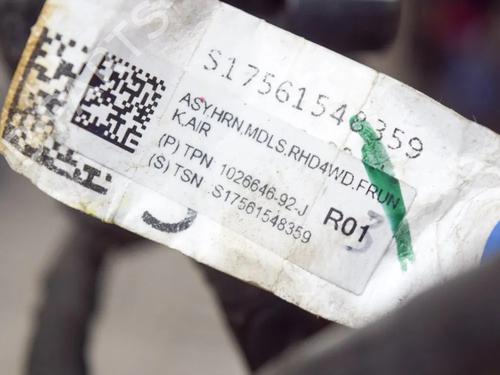 S17561548359
ASY,HRN,MDLS,RHD4WD,FRUN
K,AIR
(P) TPN 1026646-92-J
(S) TSN S17561548359
R01